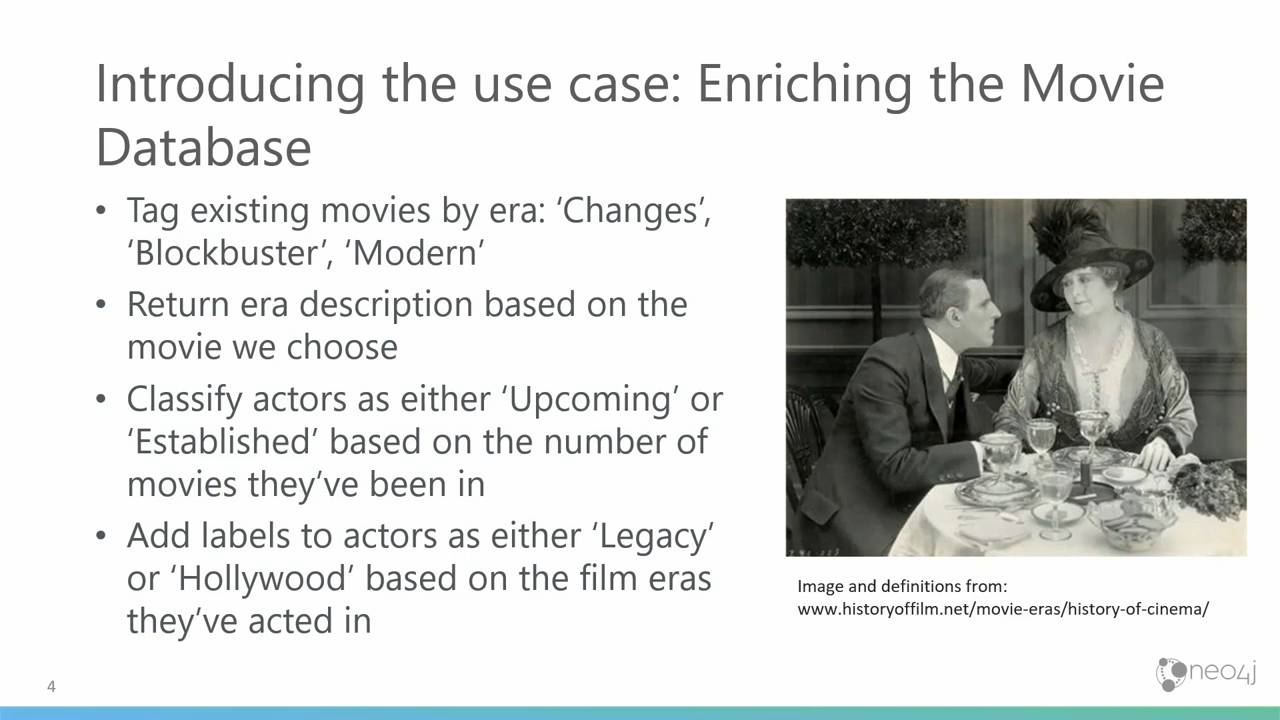 Introducing the use case: Enriching the Movie
Database
• Tag existing movies by era: ‘Changes’,
‘Blockbuster’, ‘Modern’
• Return era description based on the
movie we choose
• Classify actors as either ‘Upcoming’ or
‘Established’ based on the number of
movies they’ve been in
• Add labels to actors as either ‘Legacy’
or ‘Hollywood’ based on the film eras
they’ve acted in
Image and definitions from:
www.historyoffilm.net/movie-eras/history-of-cinema/
4
neo4j